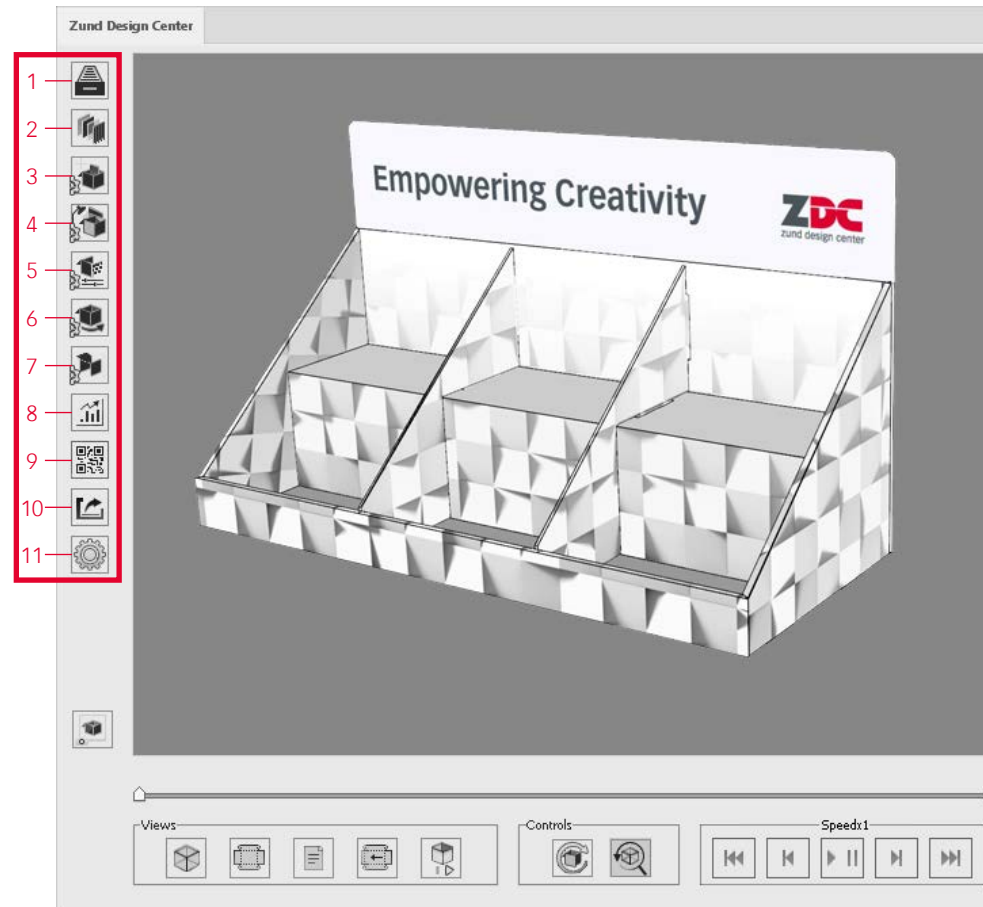 Zund Design Center
1
2
3
4
5
6
7
8
9
10
11
Empowering Creativity
ZDC
zund design center
Views
Controls
Speedx1